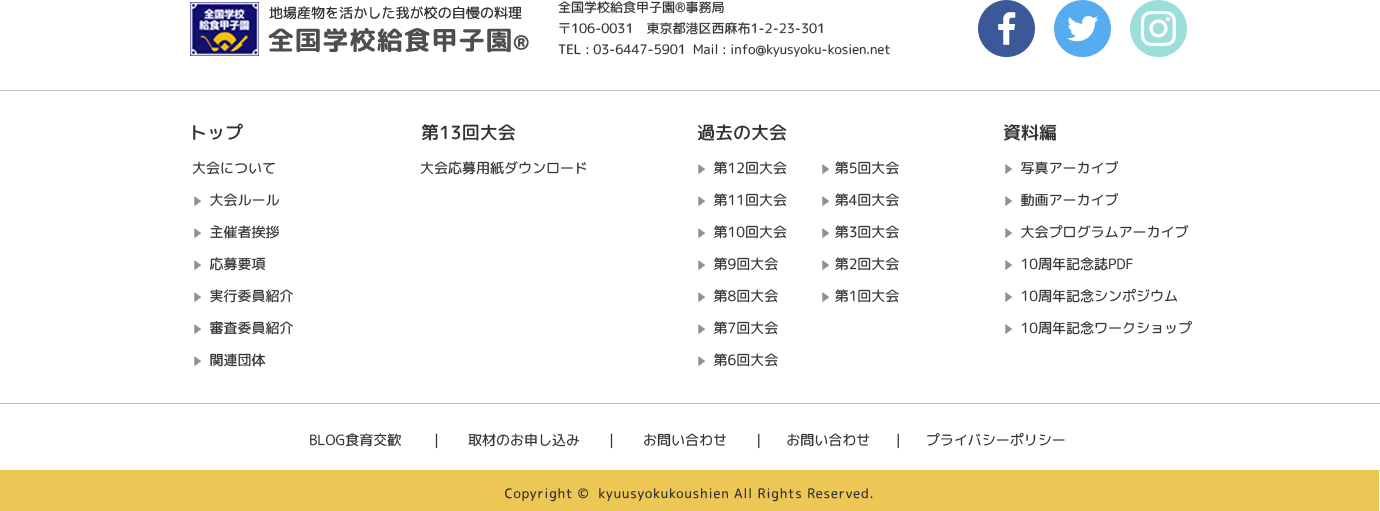 全国学校
給食甲子園
地場産物を活かした我が校の自慢の料理
全国学校給食甲子園®
全国学校給食甲子園®事務局
〒106-0031 東京都港区西麻布1-2-23-301
TEL : 03-6447-5901 Mail : info@kyusyoku-kosien.net
トップ
大会について
大会ルール
主催者挨拶
応募要項
実行委員紹介
審査委員紹介
関連団体
第13回大会
大会応募用紙ダウンロード
過去の大会
第12回大会
第11回大会
第10回大会
第9回大会
第8回大会
第7回大会
第6回大会
第5回大会
第4回大会
第3回大会
第2回大会
第1回大会
資料編
写真アーカイブ
動画アーカイブ
大会プログラムアーカイブ
10周年記念誌PDF
10周年記念シンポジウム
10周年記念ワークショップ
BLOG食育交歓 | 取材のお申し込み | お問い合わせ | お問い合わせ | プライバシーポリシー
Copyright © kyuusyokukoushien All Rights Reserved.